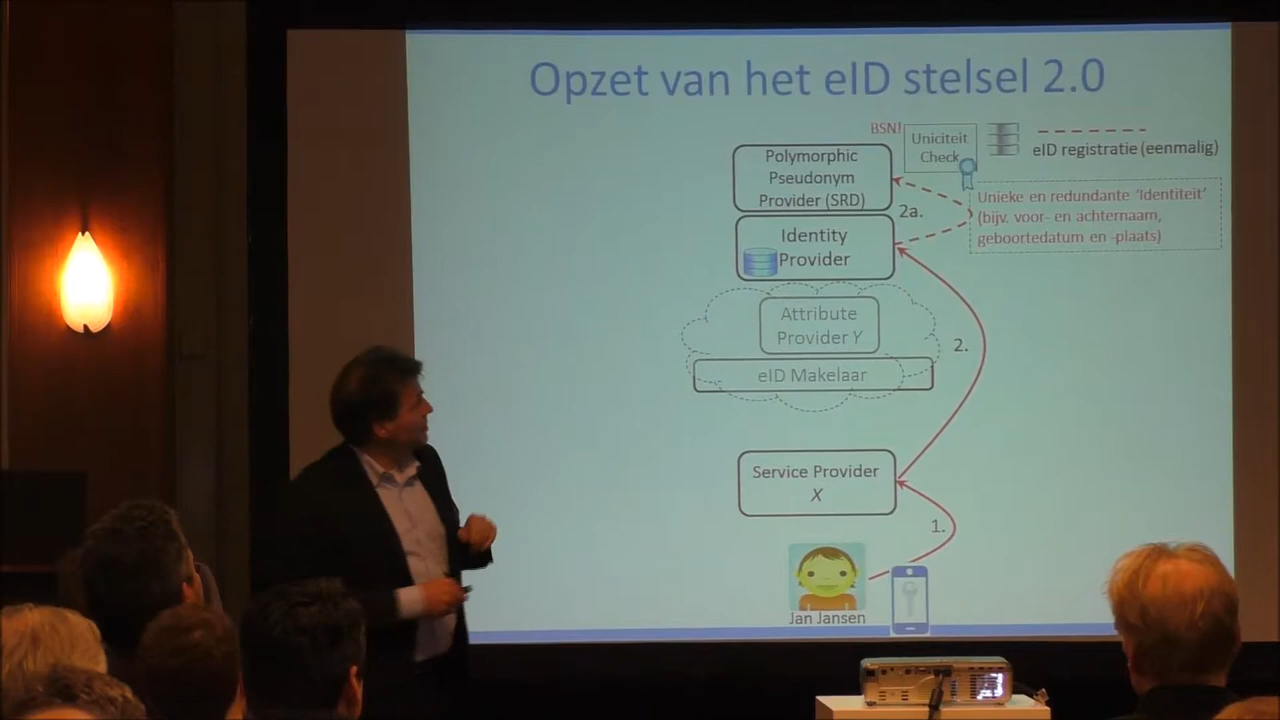 Opzet van het eID stelsel 2.0
BSN!
Uniciteit
Check
eID registratie (eenmalig)
Polymorphic
Pseudonym
Provider (SRD)
2a.
Unieke en redundante ‘Identiteit’
(bijv. voor- en achternaam,
geboortedatum en -plaats)
Identity
Provider
Attribute
Provider Y
2.
eID Makelaar
Service Provider
X
1.
Jan Jansen